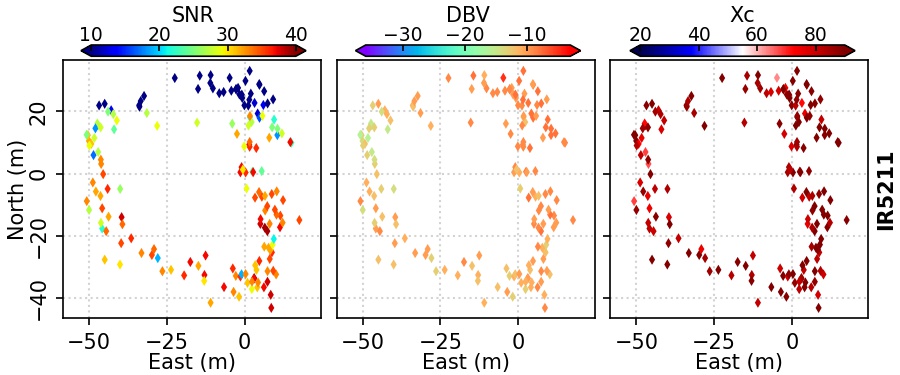 SNR DBV Xc
10 20 30 40 −30 −20 −10 20 40 60 80
North (m)
20
0
−20
−40
−50 −25 0 −50 −25 0 −50 −25 0
East (m) East (m) East (m)
IR5211